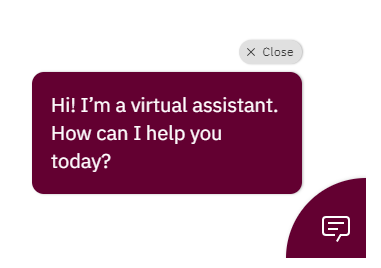 × Close
Hi! I’m a virtual assistant.
How can I help you
today?